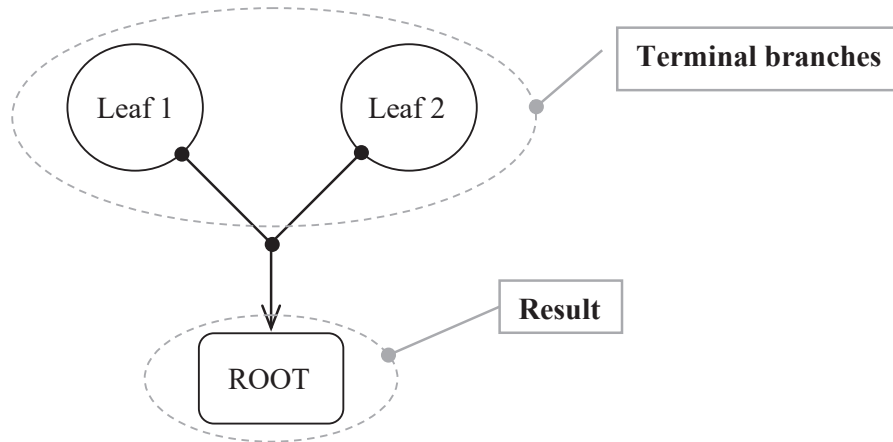 Terminal branches
Leaf 1
Leaf 2
Result
ROOT